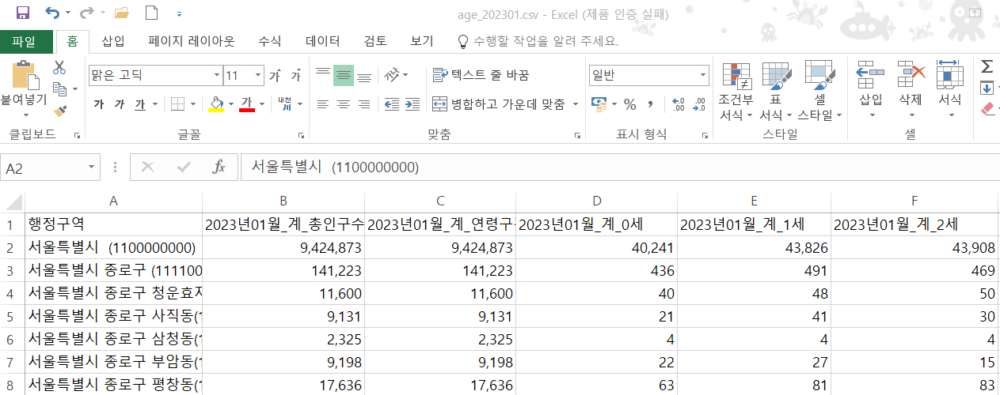 age_202301.csv - Excel (제품 인증 실패)
파일 홈 삽입 페이지 레이아웃 수식 데이터 검토 보기 수행할 작업을 알려 주세요.
맑은 고딕 11 가 가 텍스트 줄 바꿈 일반
붙여넣기 가 가 가 가 내천 병합하고 가운데 맞춤 % , .0 .00 .00 .0 조건부 서식 표 서식 셀 스타일 삽입 삭제 서식
클립보드 글꼴 맞춤 표시 형식 스타일 셀
A2 fx 서울특별시 (1100000000)
A B C D E F
1 행정구역 2023년01월_계_총인구수 2023년01월_계_연령구 2023년01월_계_0세 2023년01월_계_1세 2023년01월_계_2세
2 서울특별시 (1100000000) 9,424,873 9,424,873 40,241 43,826 43,908
3 서울특별시 종로구 (111100 141,223 141,223 436 491 469
4 서울특별시 종로구 청운효자 11,600 11,600 40 48 50
5 서울특별시 종로구 사직동(1 9,131 9,131 21 41 30
6 서울특별시 종로구 삼청동(1 2,325 2,325 4 4 4
7 서울특별시 종로구 부암동(1 9,198 9,198 22 27 15
8 서울특별시 종로구 평창동(1 17,636 17,636 63 81 83